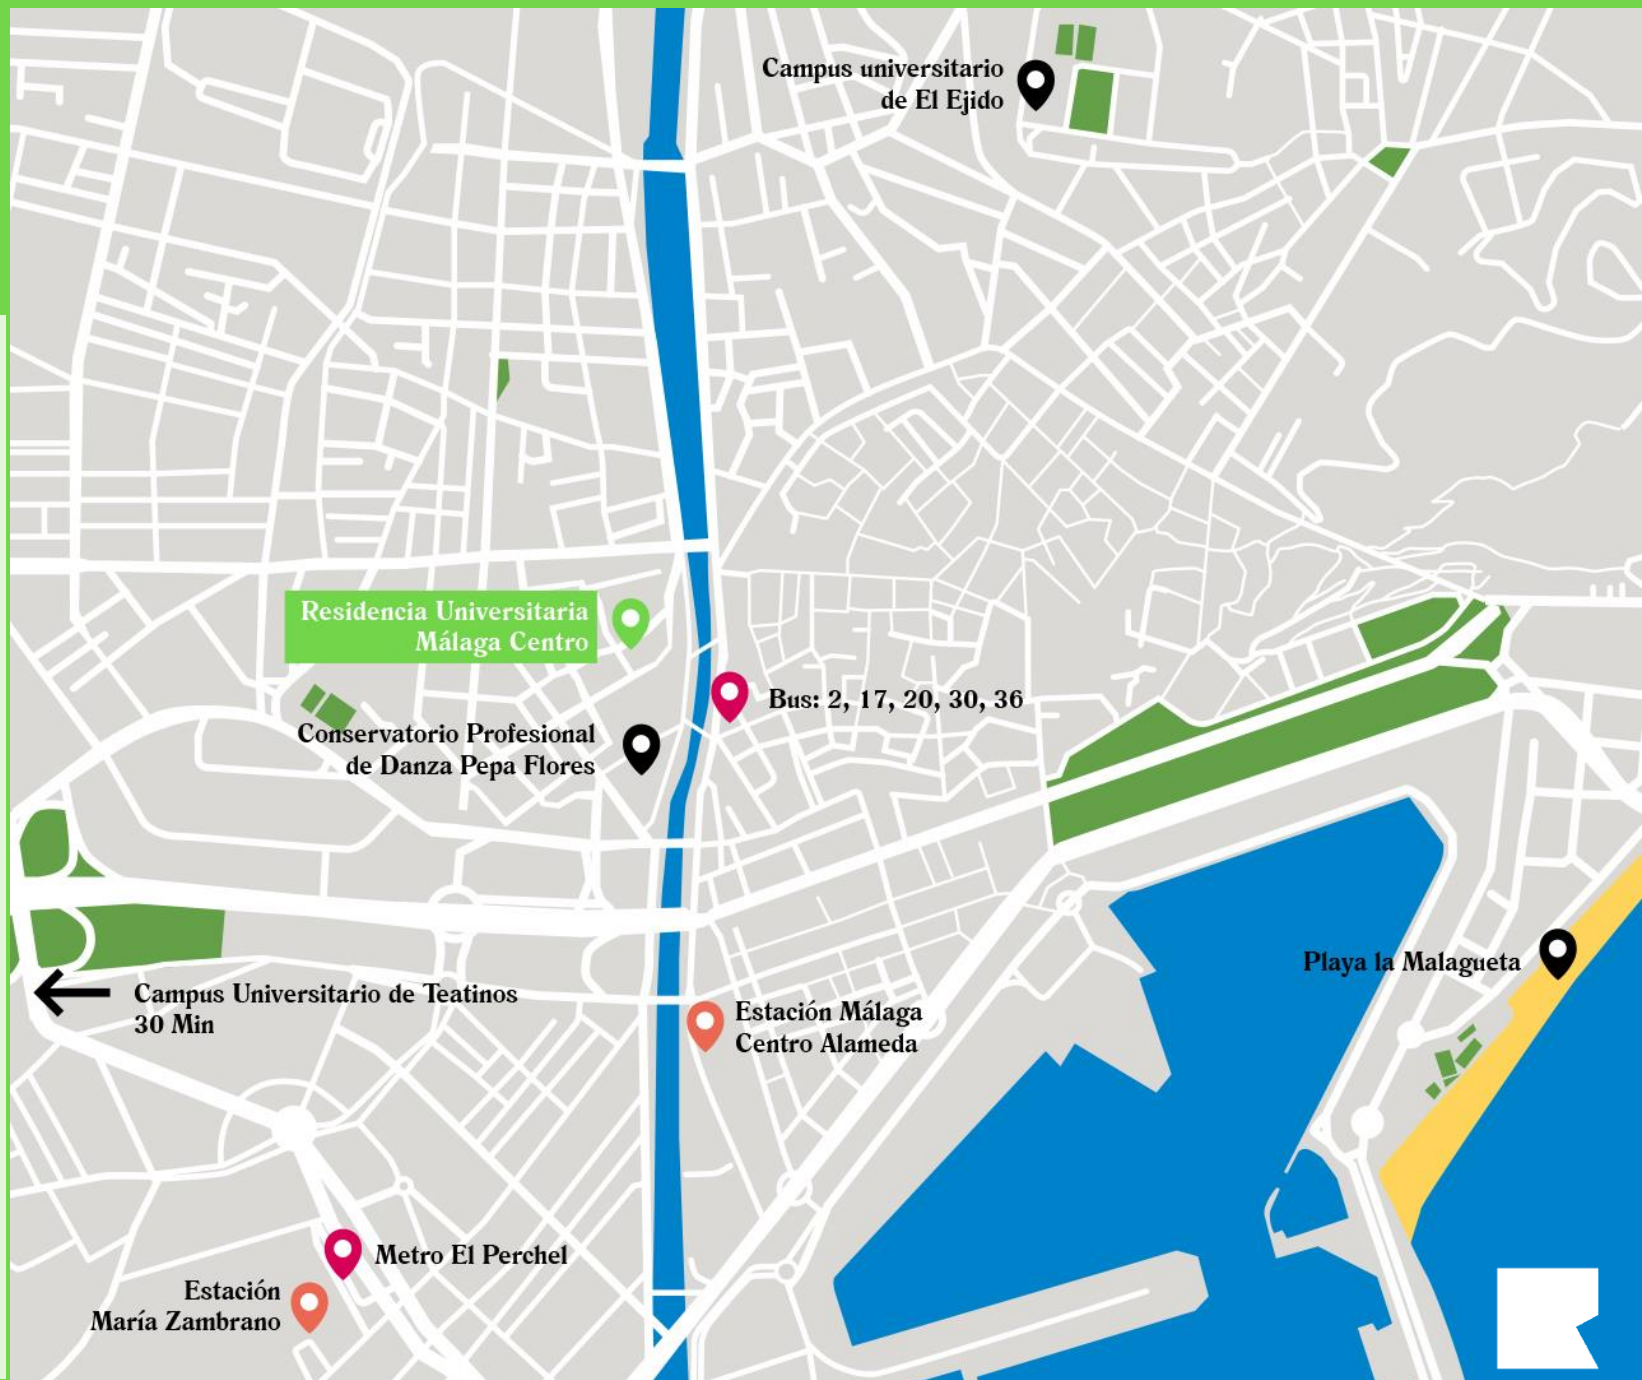 Campus universitario
de El Ejido
Residencia Universitaria
Málaga Centro
Bus: 2, 17, 20, 30, 36
Conservatorio Profesional
de Danza Pepa Flores
Playa la Malagueta
Campus Universitario de Teatinos
30 Min
Estación Málaga
Centro Alameda
Metro El Perchel
Estación
María Zambrano